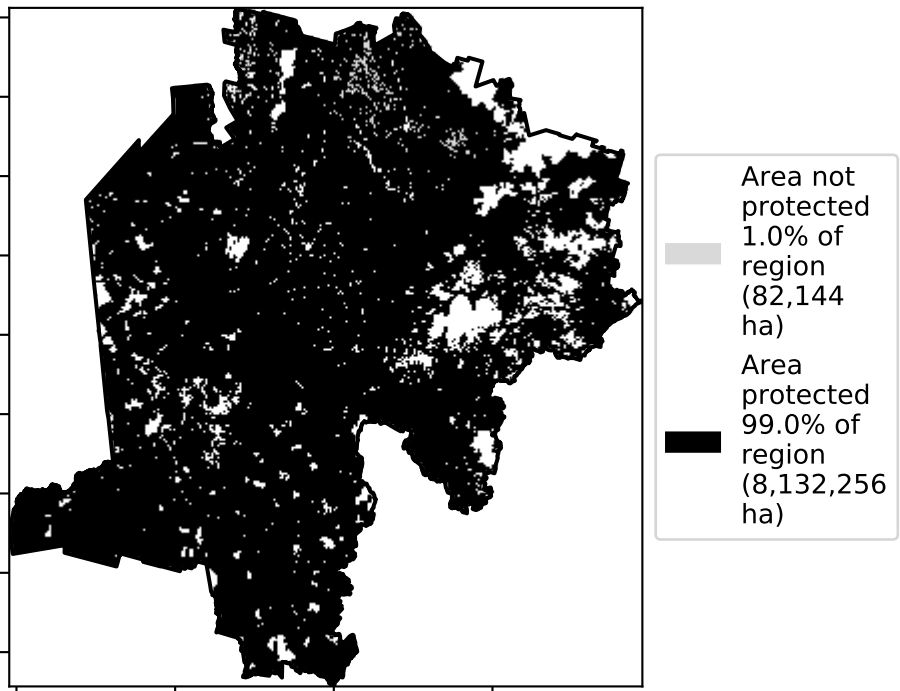 Area not
protected
1.0% of
region
(82,144
ha)
Area
protected
99.0% of
region
(8,132,256
ha)